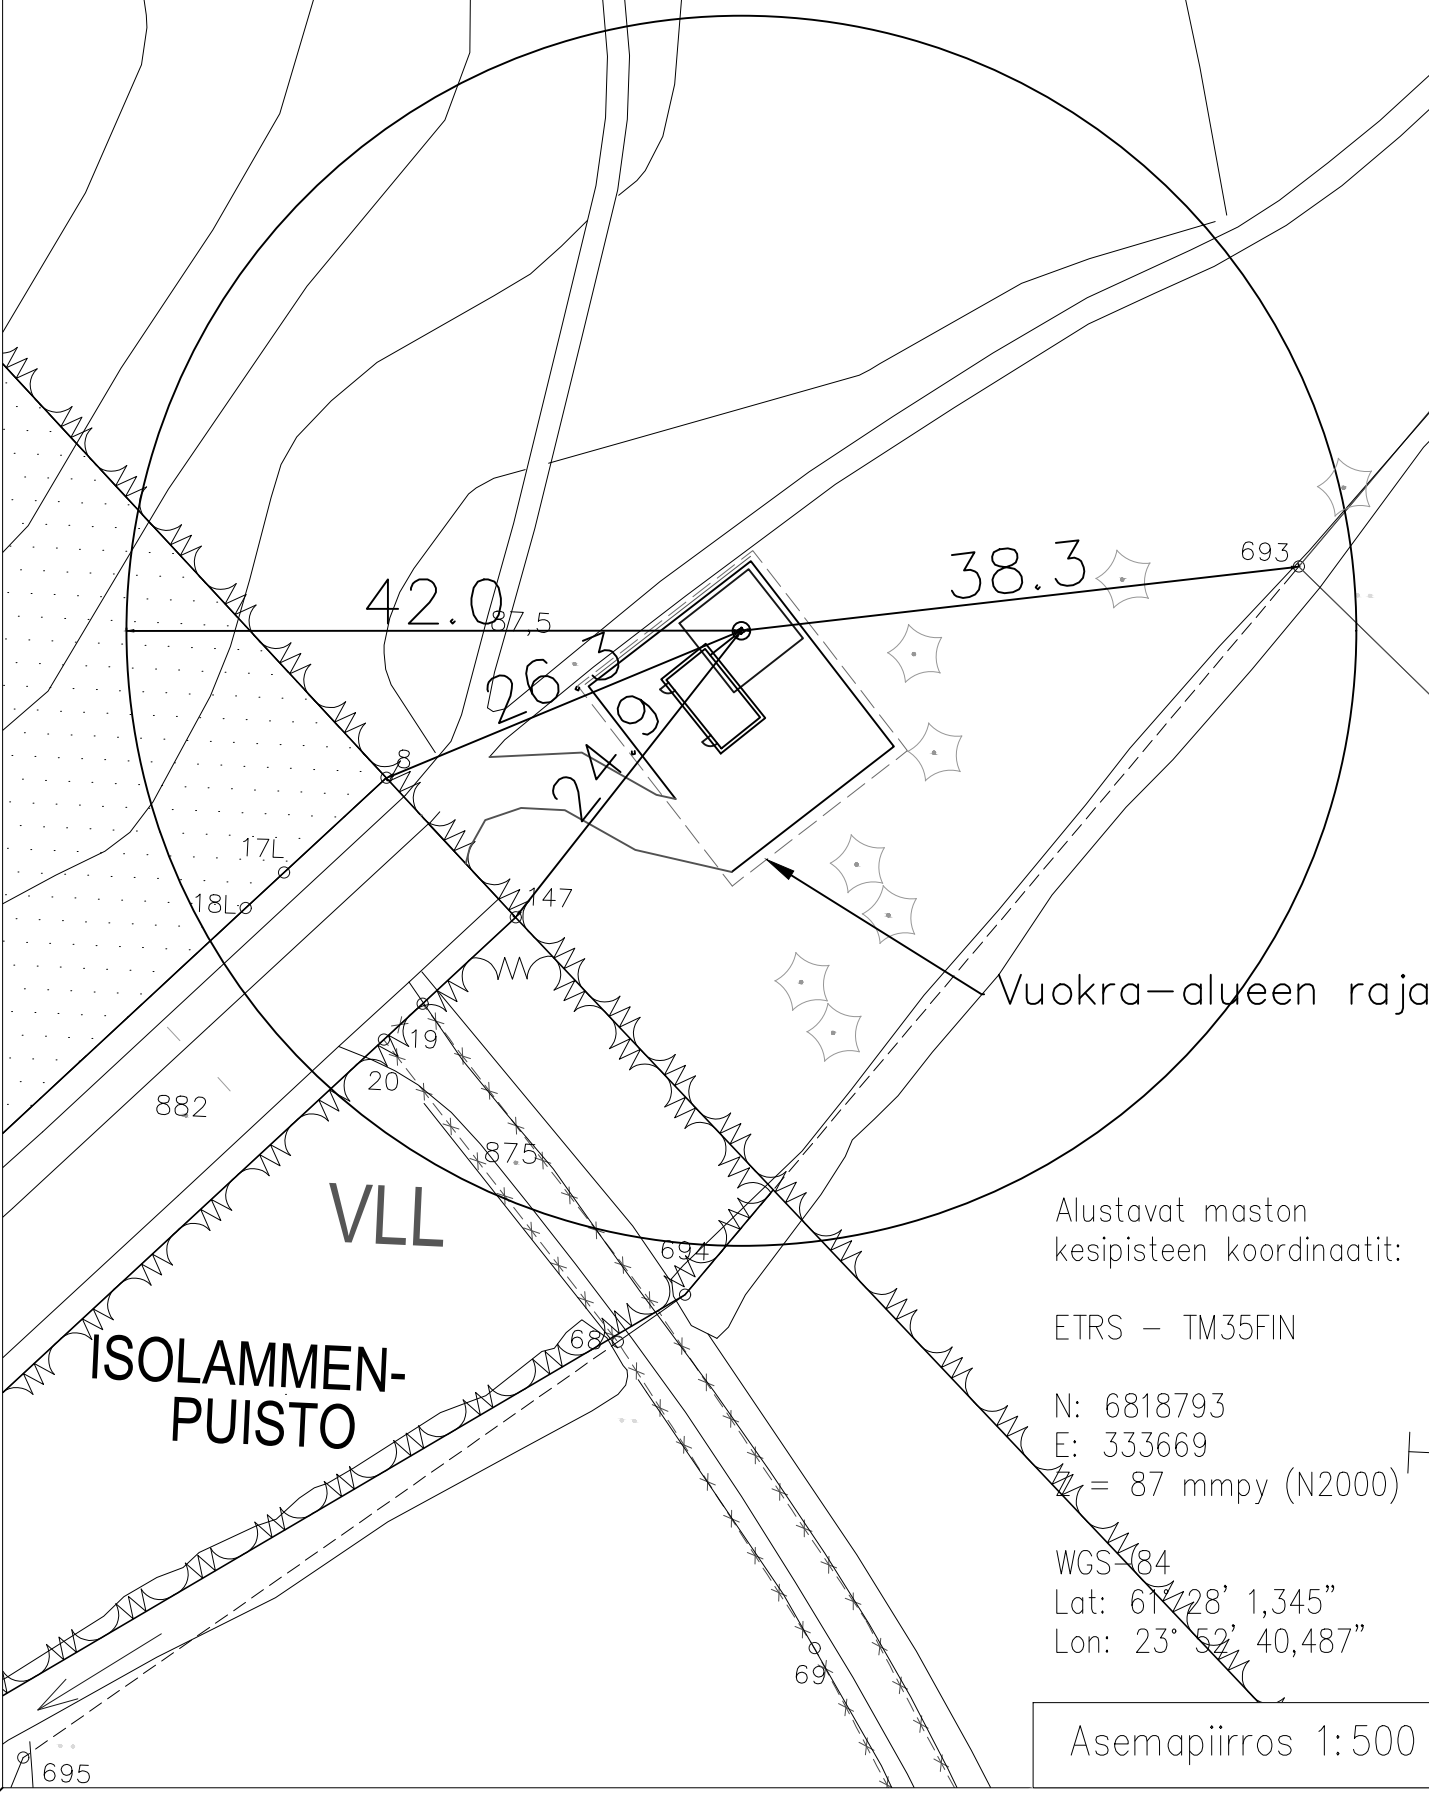 38.3
693
42.0
87,5
26.3
24.9
8
17L
18L
147
Vuokra-alueen raja
19
20
882
875
VLL
694
Alustavat maston
kesipisteen koordinaatit:
68
ISOLAMMEN-
PUISTO
ETRS - TM35FIN
N: 6818793
E: 333669
Z = 87 mmpy (N2000)
WGS-84
Lat: 61° 28' 1,345"
Lon: 23° 52' 40,487"
69
Asemapiirros 1:500
695